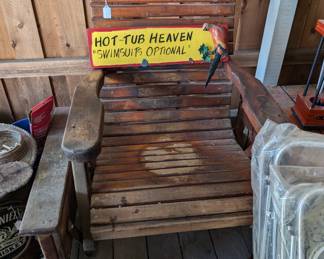 HOT-TUB HEAVEN
"SWIMSUITS OPTIONAL"